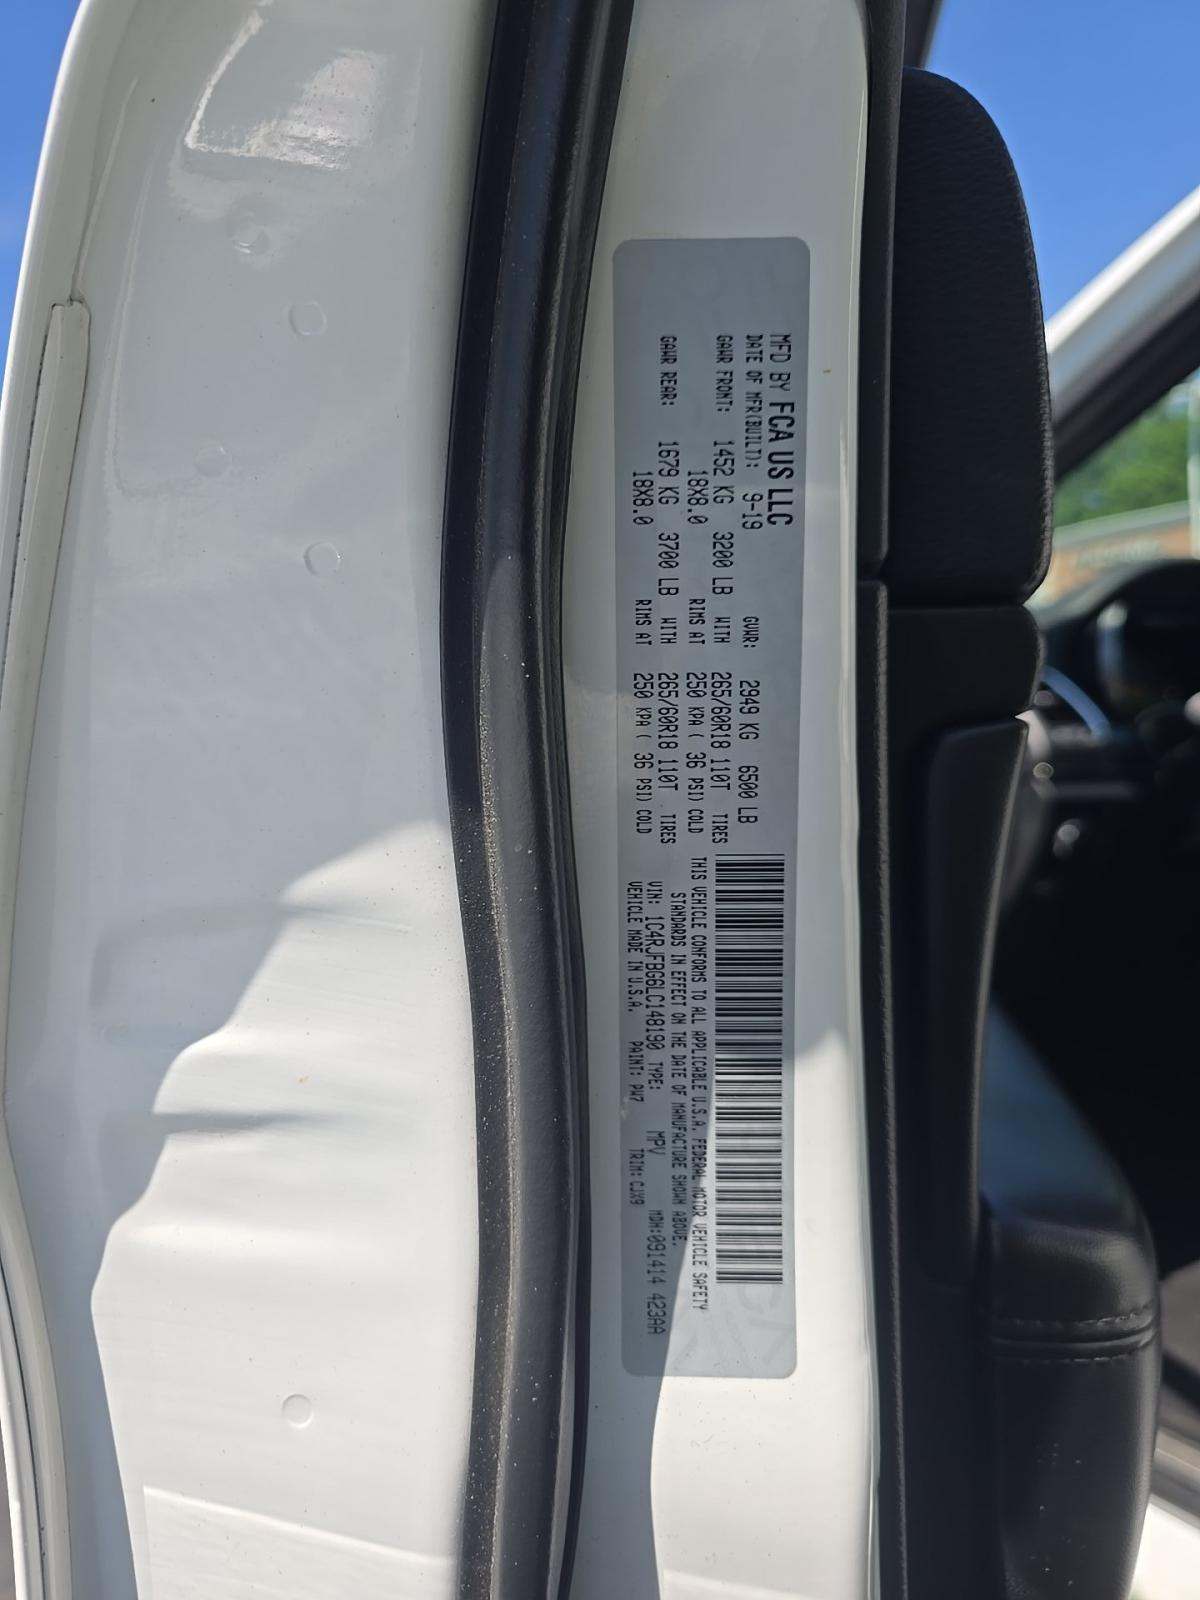 MFD BY FCA US LLC
DATE OF MFR(BUILT): 9-19 GVWR: 2949 KG 6500 LB
GAWR FRONT: 1452 KG 3200 LB WITH 265/60R18 110T TIRES
18X8.0 RIMS AT 250 KPA ( 36 PSI) COLD
GAWR REAR: 1679 KG 3700 LB WITH 265/60R18 110T TIRES
18X8.0 RIMS AT 250 KPA ( 36 PSI) COLD
THIS VEHICLE CONFORMS TO ALL APPLICABLE U.S.A. FEDERAL MOTOR VEHICLE SAFETY
STANDARDS IN EFFECT ON THE DATE OF MANUFACTURE SHOWN ABOVE.
VIN: 1C4RJFBG6LC148190 TYPE: MPV MDH:091414 423AA
VEHICLE MADE IN U.S.A. PAINT: PW7 TRIM: CJX9